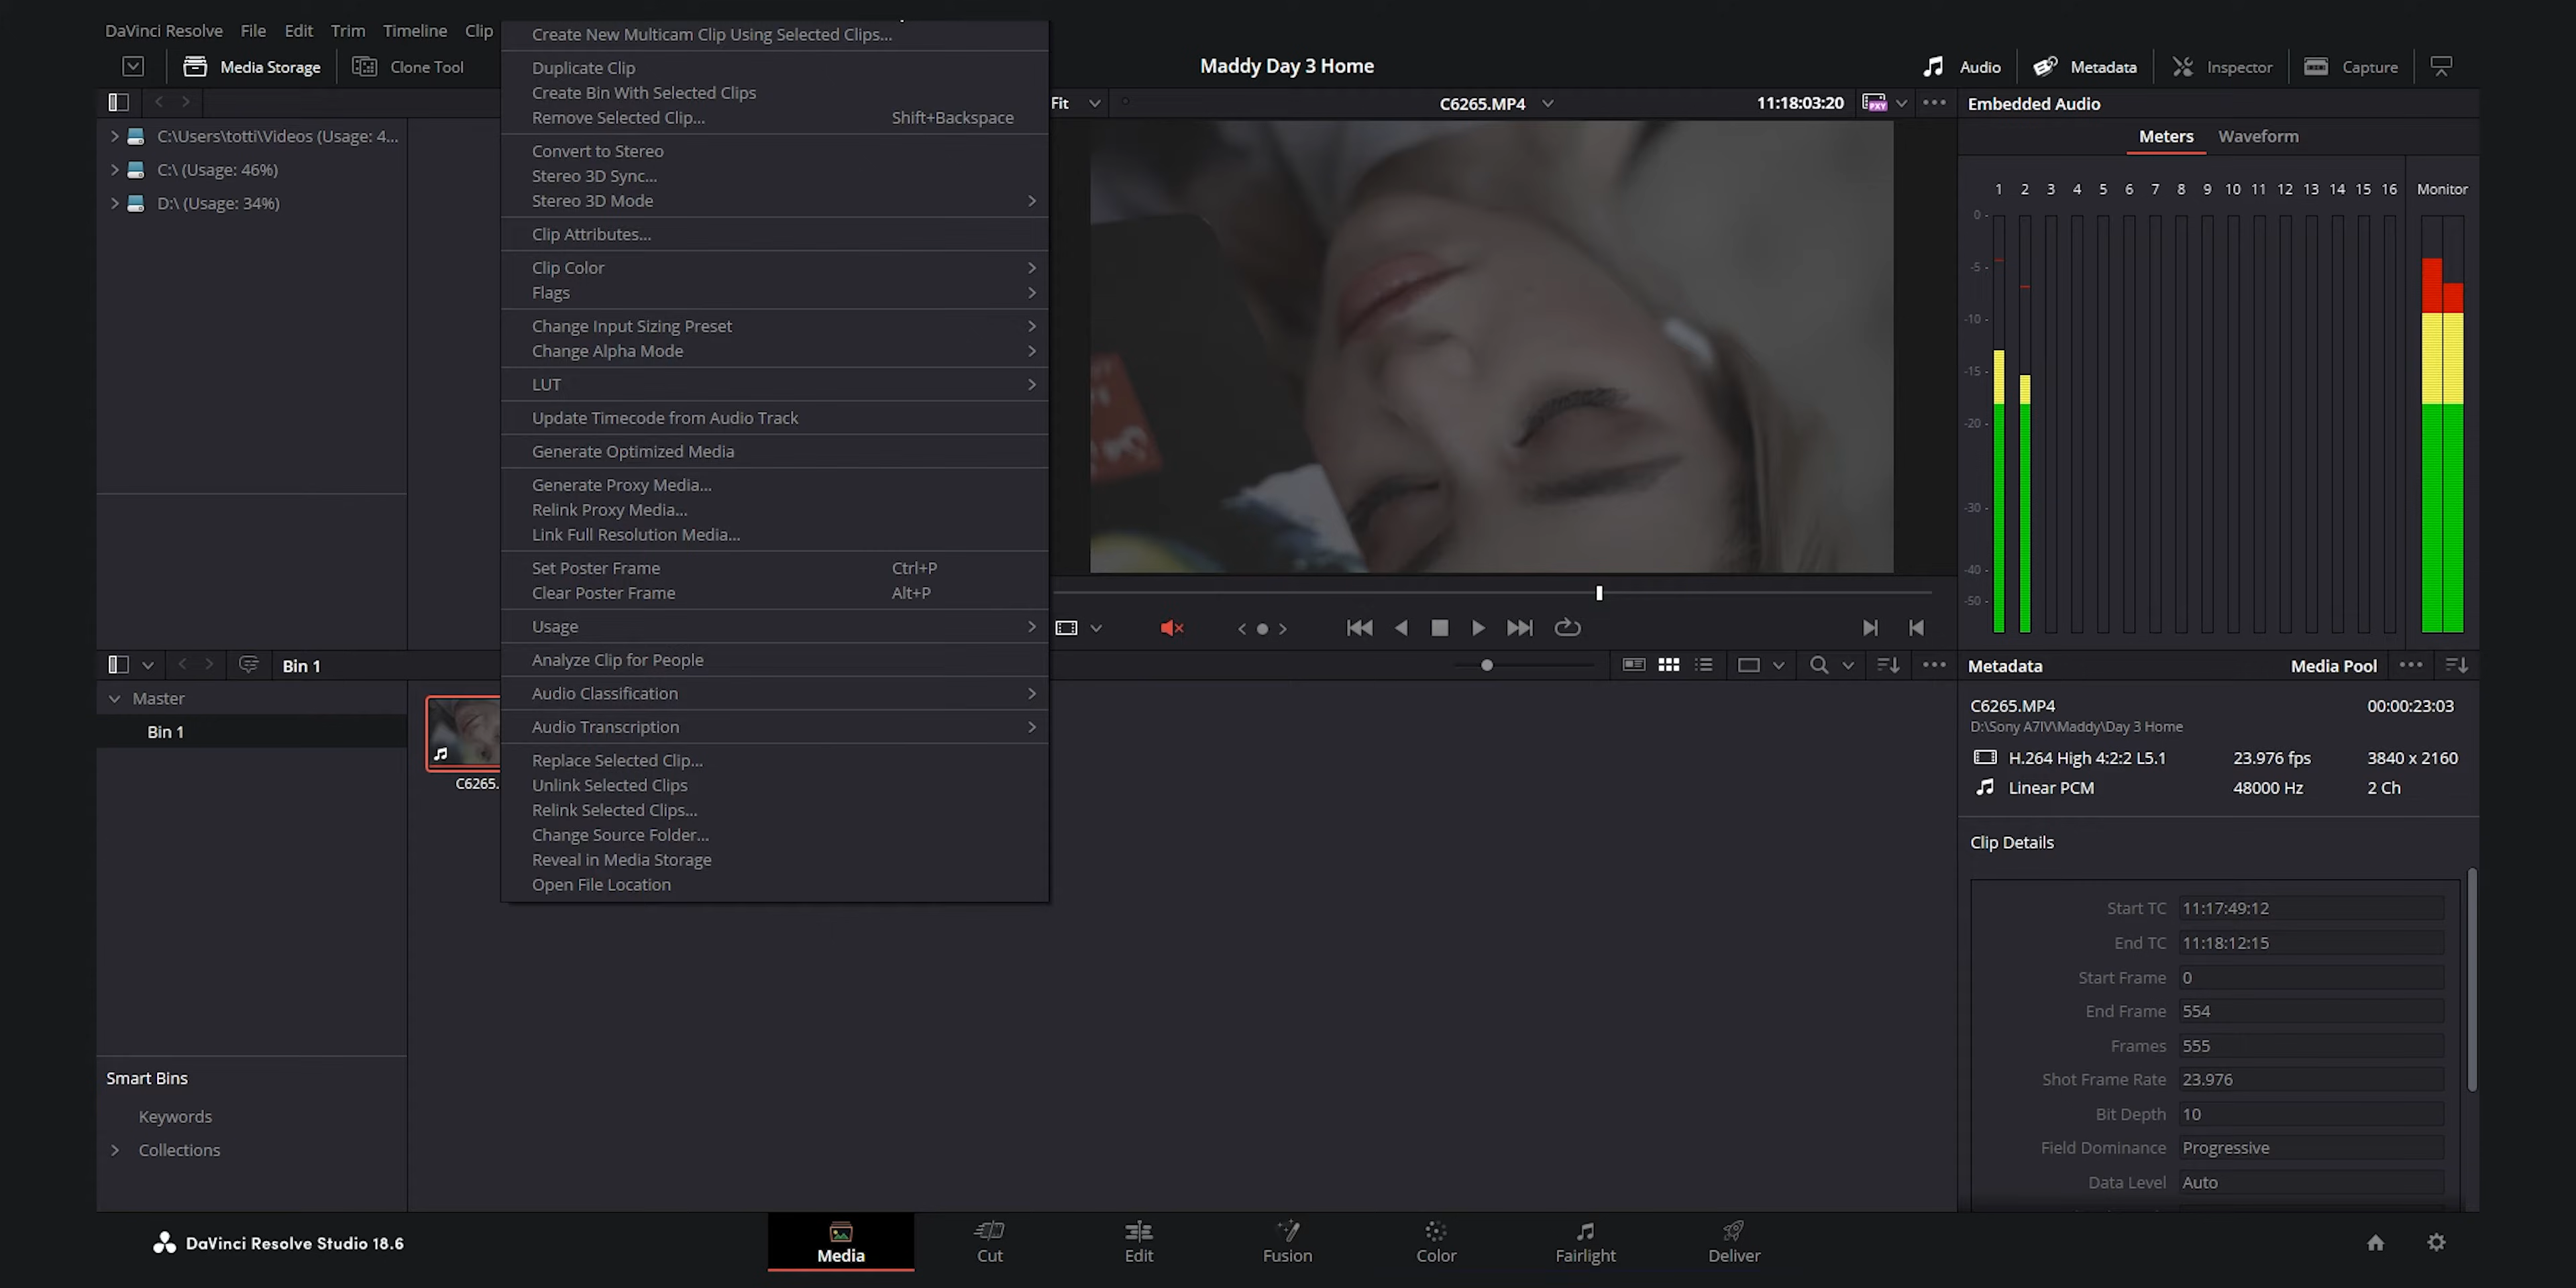 DaVinci Resolve File Edit Trim Timeline Clip
Media Storage Clone Tool
Maddy Day 3 Home
Audio Metadata Inspector Capture
Create New Multicam Clip Using Selected Clips...
Duplicate Clip
Create Bin With Selected Clips
Remove Selected Clip... Shift+Backspace
Convert to Stereo
Stereo 3D Sync...
Stereo 3D Mode
Clip Attributes...
Clip Color
Flags
Change Input Sizing Preset
Change Alpha Mode
LUT
Update Timecode from Audio Track
Generate Optimized Media
Generate Proxy Media...
Relink Proxy Media...
Link Full Resolution Media...
Set Poster Frame Ctrl+P
Clear Poster Frame Alt+P
Usage
Analyze Clip for People
Audio Classification
Audio Transcription
Replace Selected Clip...
Unlink Selected Clips
Relink Selected Clips...
Change Source Folder...
Reveal in Media Storage
Open File Location
C:\Users\totti\Videos (Usage: 4...
C:\ (Usage: 46%)
D:\ (Usage: 34%)
Fit C6265.MP4 11:18:03:20 PXY
Embedded Audio
Meters Waveform
1 2 3 4 5 6 7 8 9 10 11 12 13 14 15 16 Monitor
0 -
-5 -
-10 -
-15 -
-20 -
-30 -
-40 -
-50 -
Bin 1
Master
Bin 1
C6265.
Smart Bins
Keywords
Collections
Metadata Media Pool
C6265.MP4 00:00:23:03
D:\Sony A7IV\Maddy\Day 3 Home
H.264 High 4:2:2 L5.1 23.976 fps 3840 x 2160
Linear PCM 48000 Hz 2 Ch
Clip Details
Start TC 11:17:49:12
End TC 11:18:12:15
Start Frame 0
End Frame 554
Frames 555
Shot Frame Rate 23.976
Bit Depth 10
Field Dominance Progressive
Data Level Auto
DaVinci Resolve Studio 18.6
Media Cut Edit Fusion Color Fairlight Deliver